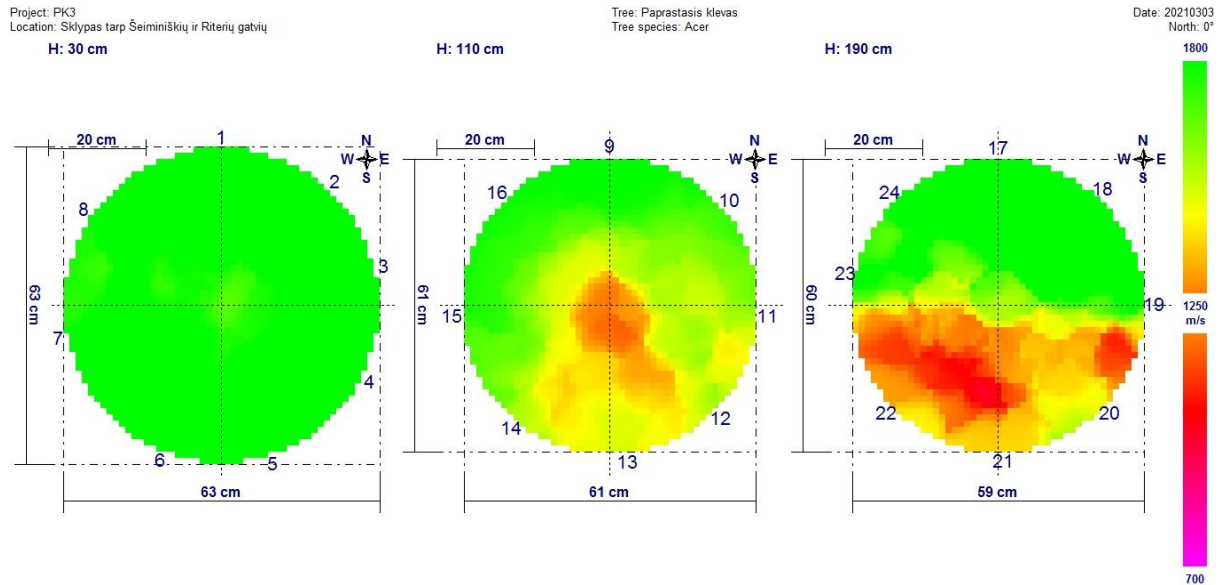 Project: PK3
Location: Sklypas tarp Šeiminiškių ir Riterių gatvių
Tree: Paprastasis klevas
Tree species: Acer
Date: 20210303
North: 0°
H: 30 cm
20 cm
N
W E
S
1
2
3
4
5
6
7
8
63 cm
63 cm
H: 110 cm
20 cm
N
W E
S
9
10
11
12
13
14
15
16
61 cm
61 cm
H: 190 cm
20 cm
N
W E
S
17
18
19
20
21
22
23
24
60 cm
59 cm
1800
1250
m/s
700